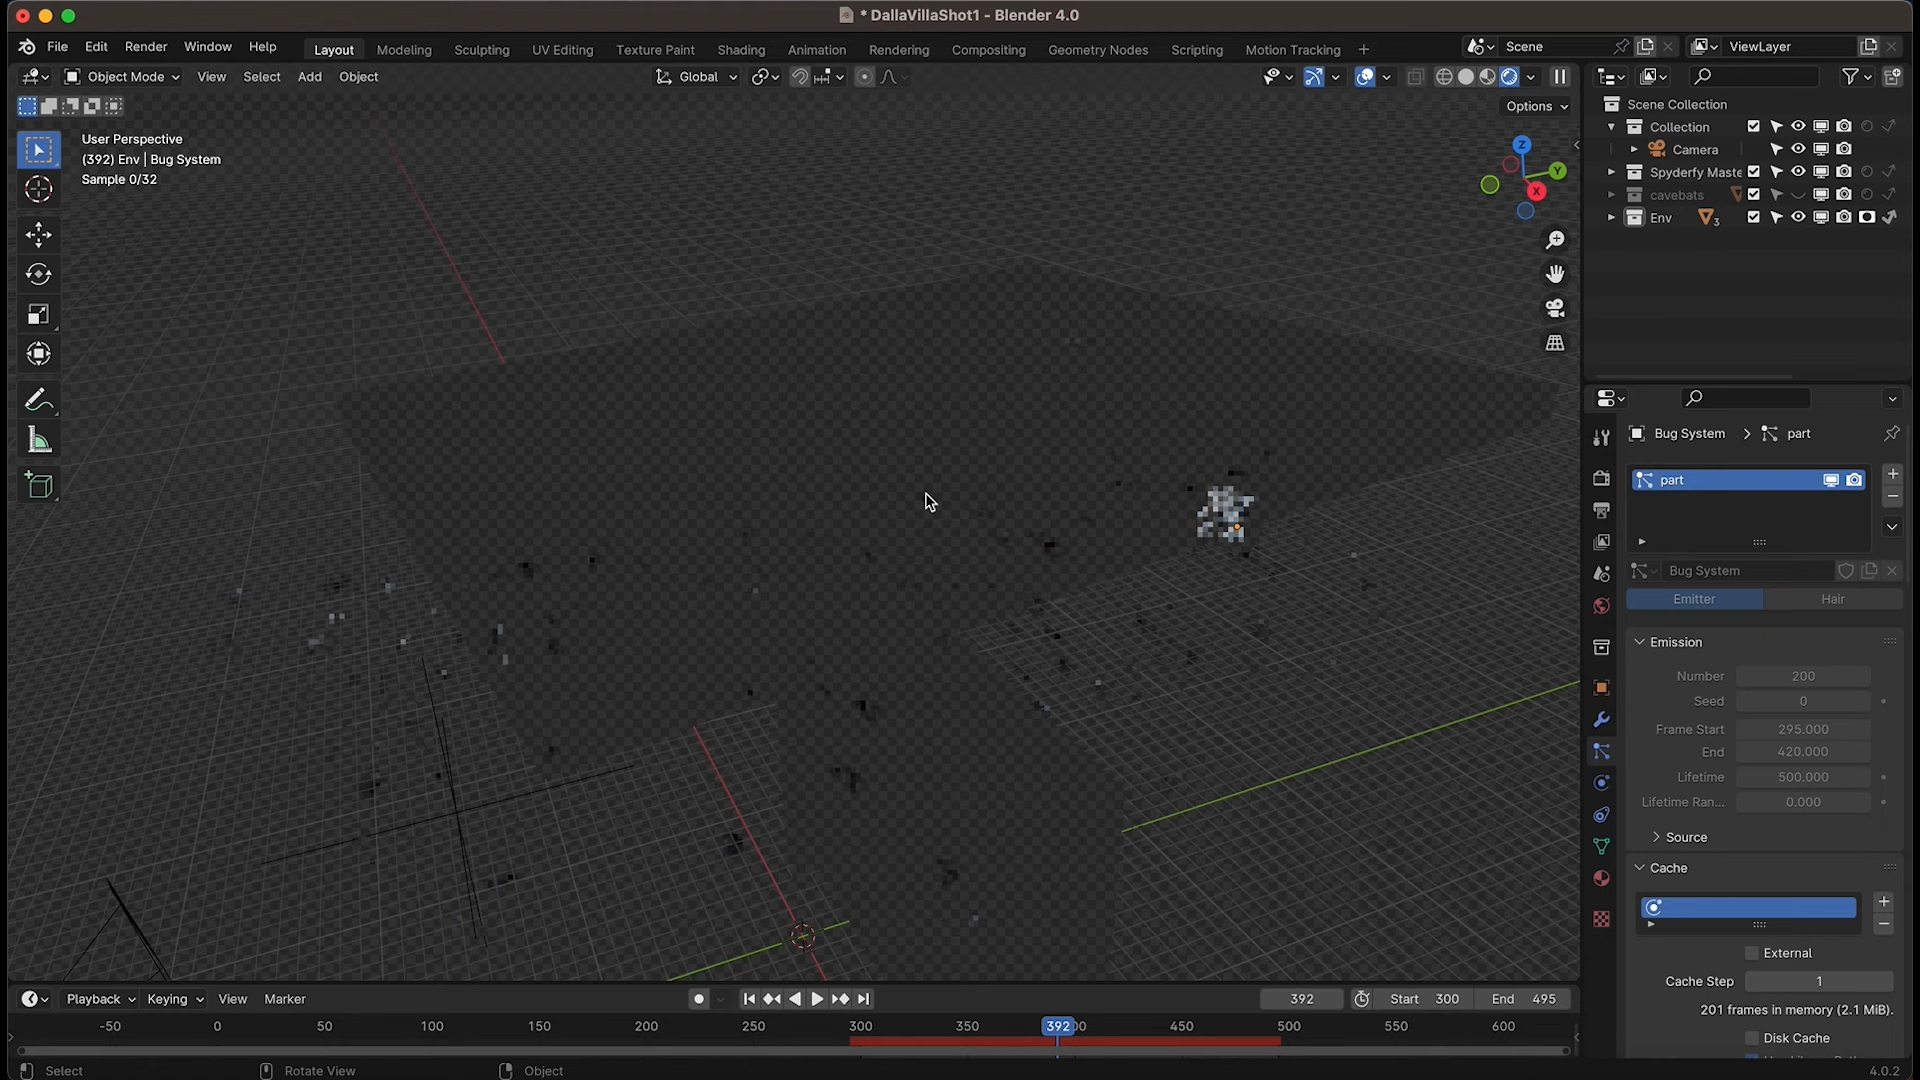 * DallaVillaShot1 - Blender 4.0
File Edit Render Window Help Layout Modeling Sculpting UV Editing Texture Paint Shading Animation Rendering Compositing Geometry Nodes Scripting Motion Tracking + Scene ViewLayer
Object Mode View Select Add Object Global
Options
User Perspective
(392) Env | Bug System
Sample 0/32
Z
Y
X
Scene Collection
Collection
Camera
Spyderfy Maste
cavebats
Env 3
Bug System > part
part
Bug System
Emitter Hair
Emission
Number 200
Seed 0
Frame Start 295.000
End 420.000
Lifetime 500.000
Lifetime Ran... 0.000
Source
Cache
External
Cache Step 1
201 frames in memory (2.1 MiB).
Disk Cache
Playback Keying View Marker 392 Start 300 End 495
-50 0 50 100 150 200 250 300 350 392 450 500 550 600
Select Rotate View Object 4.0.2